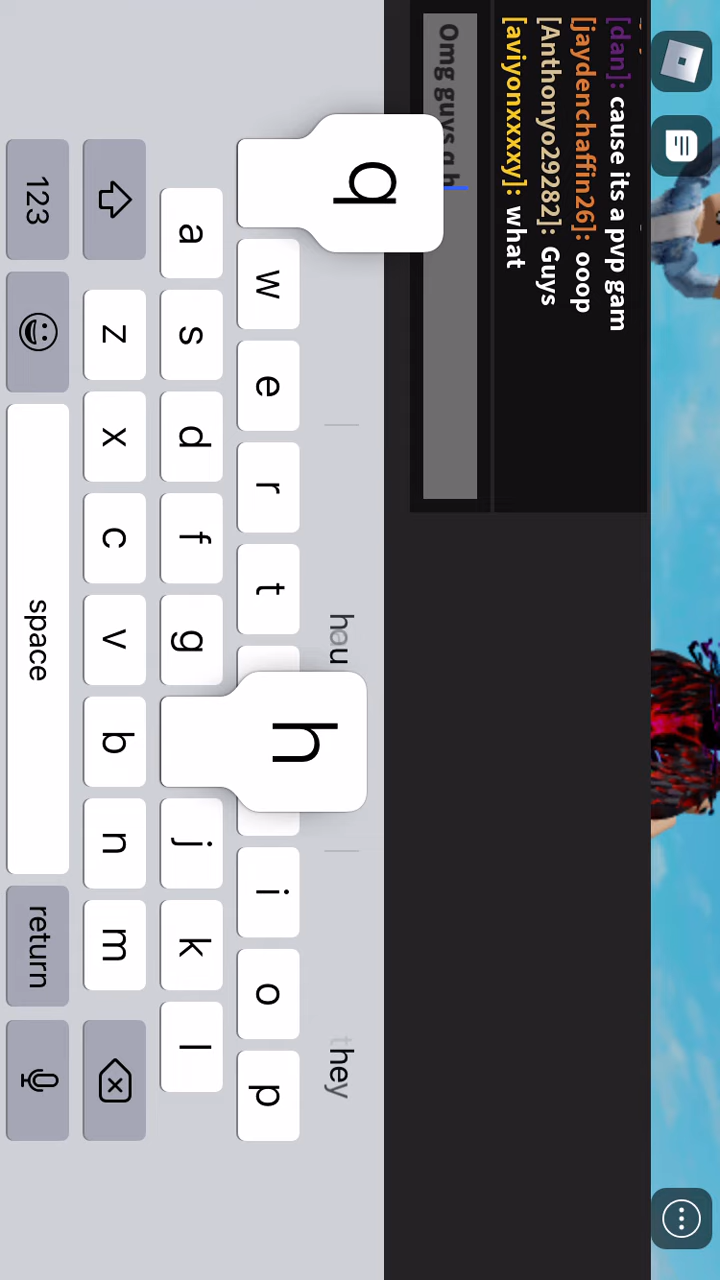 [dan]: cause its a pvp gam
[jaydenchaffin26]: ooop
[Anthonyo29282]: Guys
[aviyonxxxxy]: what
Omg guys q h
hou
they
q
w e r t i o p
a s d f g h j k l
z x c v b n m
123 space return